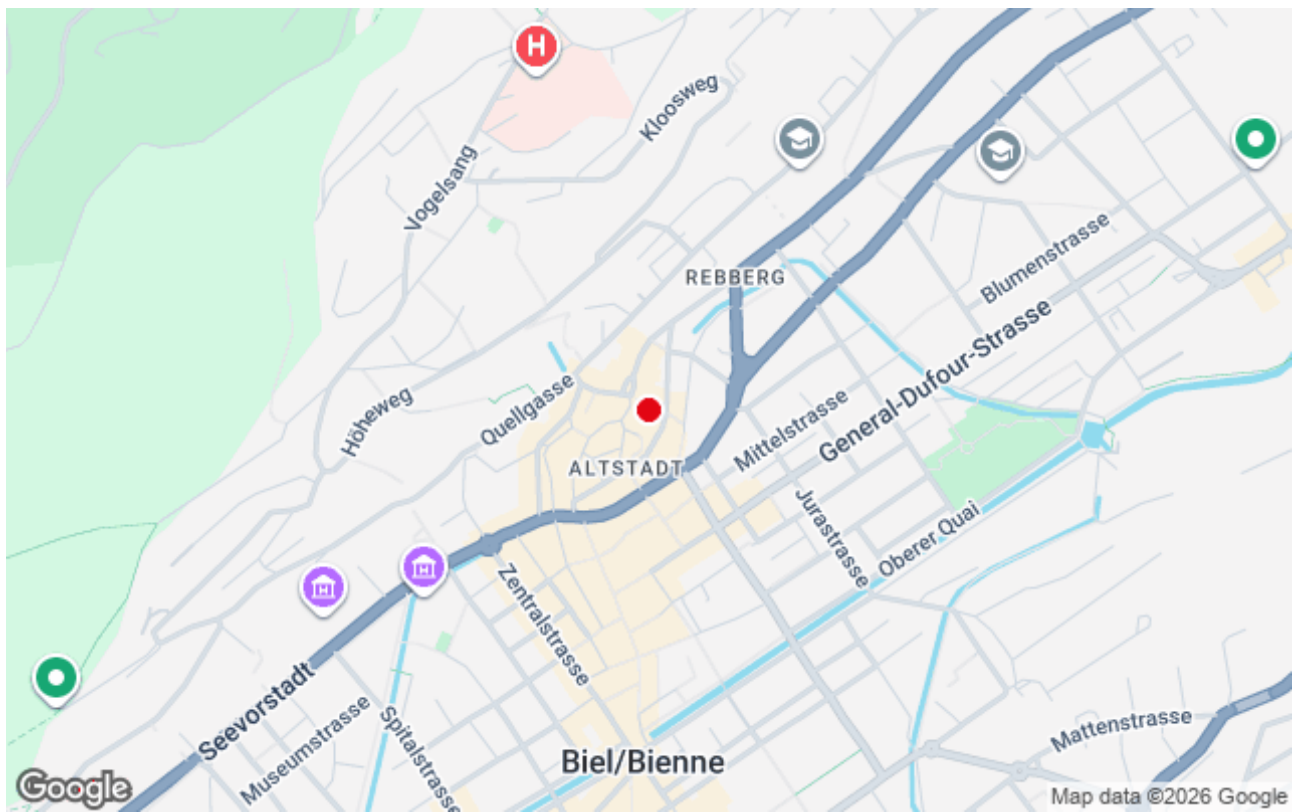 H
Kloosweg
Vogelsang
REBBERG
Blumenstrasse
General-Dufour-Strasse
Höheweg
Quellgasse
Mittelstrasse
ALTSTADT
Jurastrasse
Oberer Quai
Zentralstrasse
Seevorstadt
Museumstrasse
Spitalstrasse
Mattenstrasse
Biel/Bienne
Google
Map data ©2026 Google